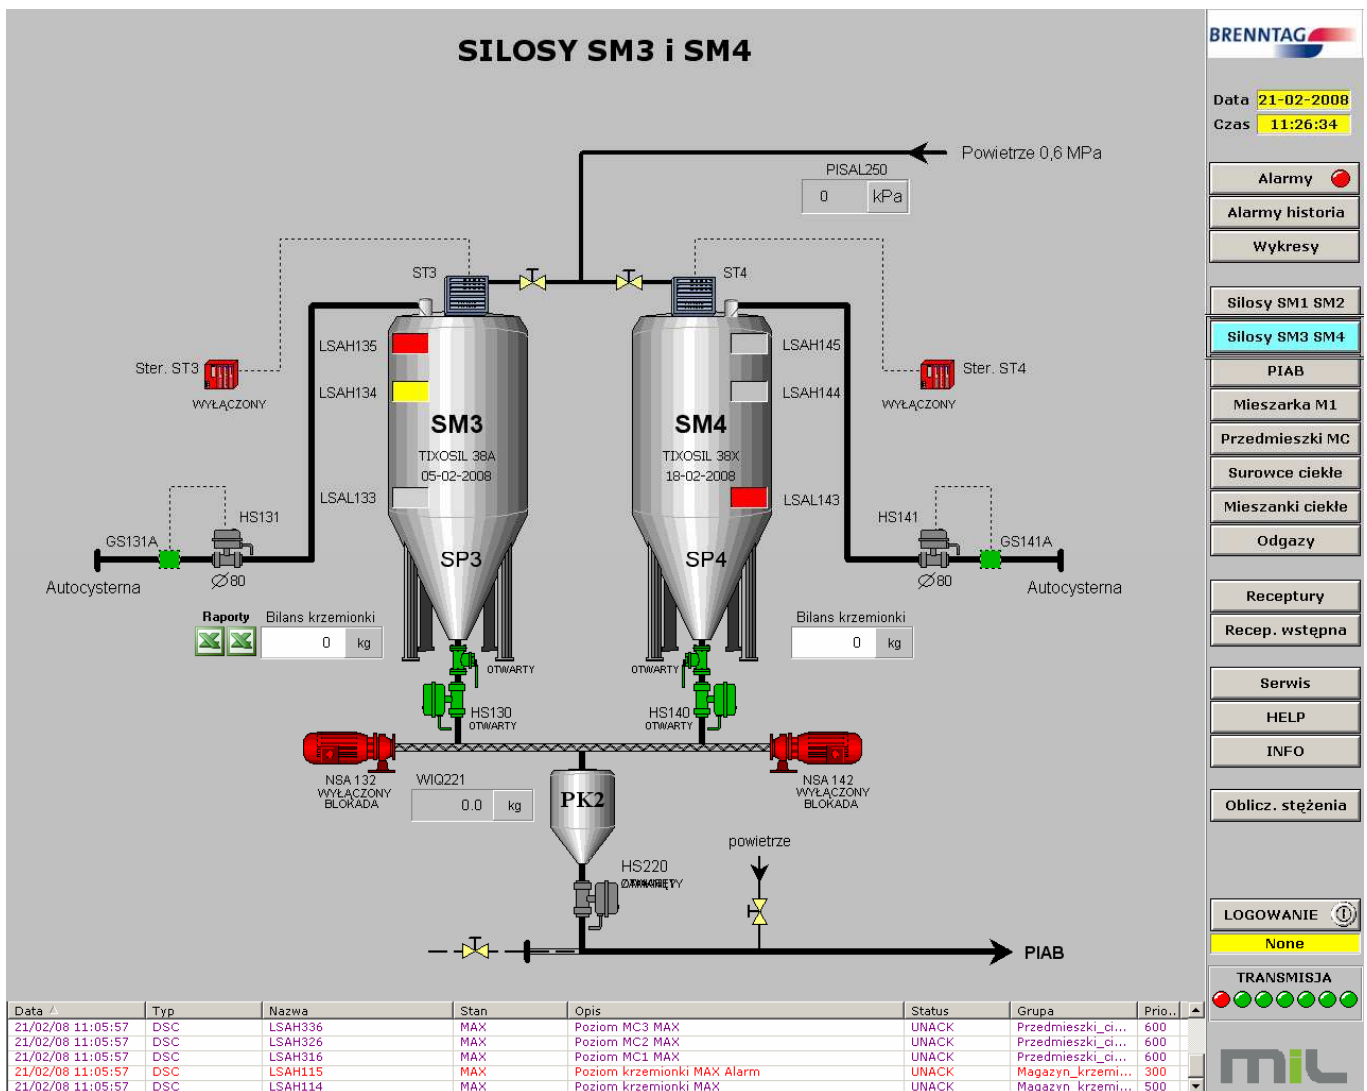 SILOSY SM3 i SM4
BRENNTAG
Data 21-02-2008
Czas 11:26:34
Powietrze 0,6 MPa
PISAL250
0 kPa
Alarmy
Alarmy historia
Wykresy
ST3
ST4
Silosy SM1 SM2
Silosy SM3 SM4
PIAB
Mieszarka M1
Przedmieszki MC
Surowce ciekłe
Mieszanki ciekłe
Odgazy
Receptury
Recep. wstępna
Serwis
HELP
INFO
Oblicz. stężenia
LOGOWANIE
None
TRANSMISJA
mil
LSAH135
LSAH145
Ster. ST3
Ster. ST4
WYŁĄCZONY
WYŁĄCZONY
LSAH134
LSAH144
SM3
SM4
TIXOSIL 38A
TIXOSIL 38X
05-02-2008
18-02-2008
LSAL133
LSAL143
HS131
HS141
GS131A
GS141A
SP3
SP4
Ø80
Ø80
Autocysterna
Autocysterna
Raporty
Bilans krzemionki
Bilans krzemionki
0 kg
0 kg
OTWARTY
OTWARTY
HS130
OTWARTY
HS140
OTWARTY
NSA 132
WYŁĄCZONY
BLOKADA
NSA 142
WYŁĄCZONY
BLOKADA
WIQ221
0.0 kg
PK2
HS220
powietrze
PIAB
Data Typ Nazwa Stan Opis Status Grupa Prio..
21/02/08 11:05:57 DSC LSAH336 MAX Poziom MC3 MAX UNACK Przedmieszki_ci... 600
21/02/08 11:05:57 DSC LSAH326 MAX Poziom MC2 MAX UNACK Przedmieszki_ci... 600
21/02/08 11:05:57 DSC LSAH316 MAX Poziom MC1 MAX UNACK Przedmieszki_ci... 600
21/02/08 11:05:57 DSC LSAH115 MAX Poziom krzemionki MAX Alarm UNACK Magazyn_krzemi... 300
21/02/08 11:05:57 DSC LSAH114 MAX Poziom krzemionki MAX UNACK Magazyn_krzemi... 500